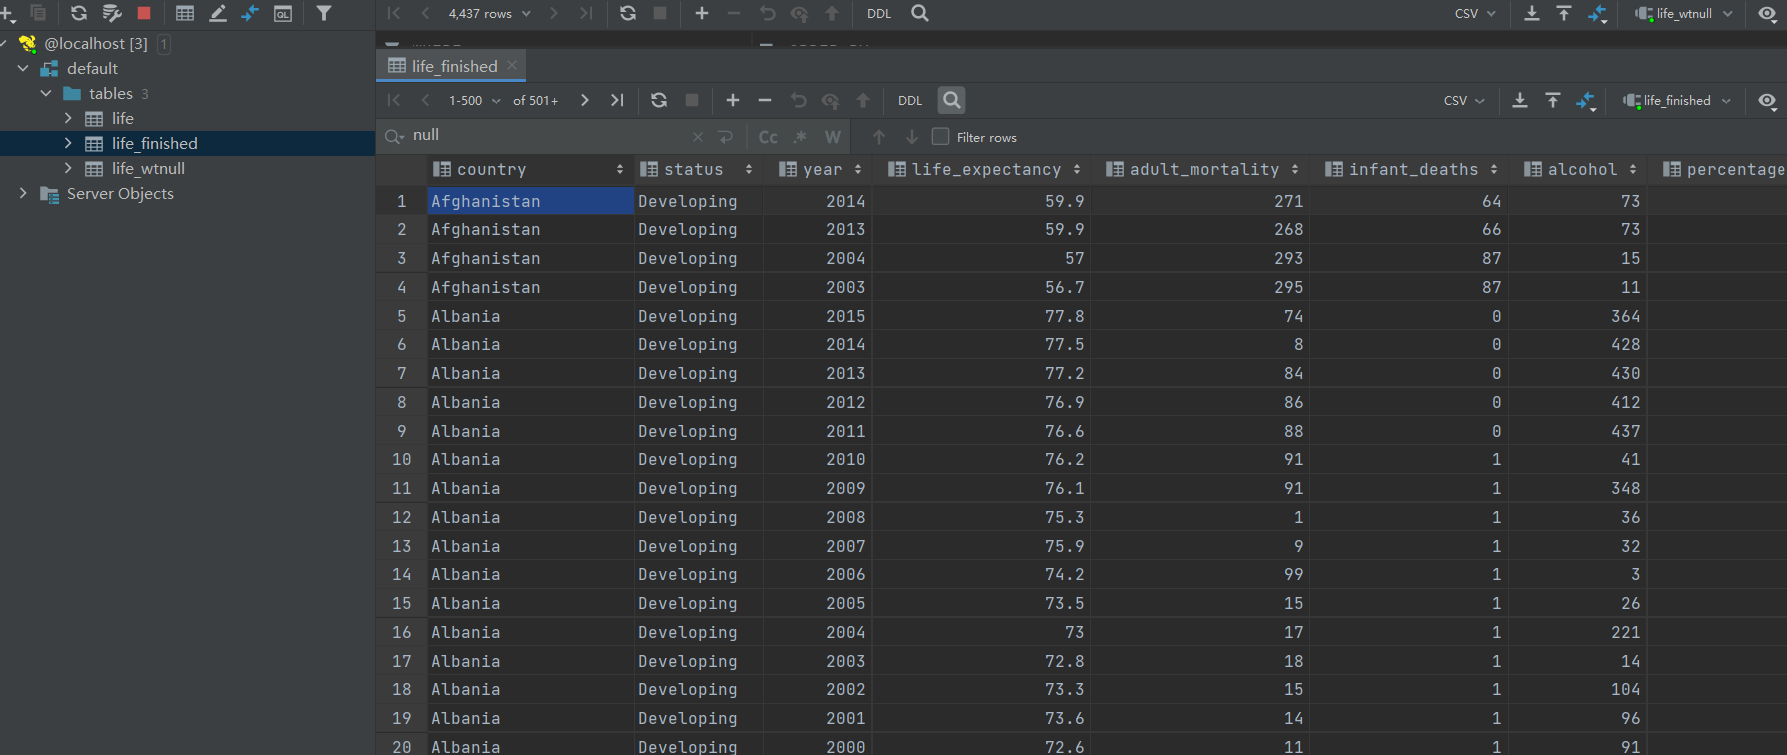 4,437 rows DDL CSV life_wtnull
@localhost [3] 1
default
tables 3
life
life_finished
life_wtnull
Server Objects
life_finished
1-500 of 501+ DDL CSV life_finished
null Cc .* W Filter rows
country status year life_expectancy adult_mortality infant_deaths alcohol percentage
1 Afghanistan Developing 2014 59.9 271 64 73
2 Afghanistan Developing 2013 59.9 268 66 73
3 Afghanistan Developing 2004 57 293 87 15
4 Afghanistan Developing 2003 56.7 295 87 11
5 Albania Developing 2015 77.8 74 0 364
6 Albania Developing 2014 77.5 8 0 428
7 Albania Developing 2013 77.2 84 0 430
8 Albania Developing 2012 76.9 86 0 412
9 Albania Developing 2011 76.6 88 0 437
10 Albania Developing 2010 76.2 91 1 41
11 Albania Developing 2009 76.1 91 1 348
12 Albania Developing 2008 75.3 1 1 36
13 Albania Developing 2007 75.9 9 1 32
14 Albania Developing 2006 74.2 99 1 3
15 Albania Developing 2005 73.5 15 1 26
16 Albania Developing 2004 73 17 1 221
17 Albania Developing 2003 72.8 18 1 14
18 Albania Developing 2002 73.3 15 1 104
19 Albania Developing 2001 73.6 14 1 96
20 Albania Developing 2000 72.6 11 1 91